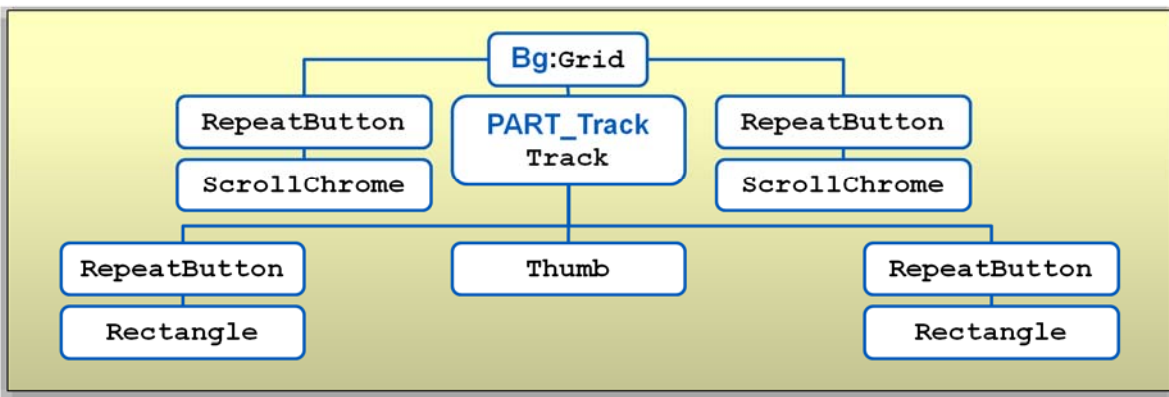 Bg:Grid
RepeatButton
PART_Track
Track
RepeatButton
ScrollChrome
ScrollChrome
RepeatButton
Thumb
RepeatButton
Rectangle
Rectangle